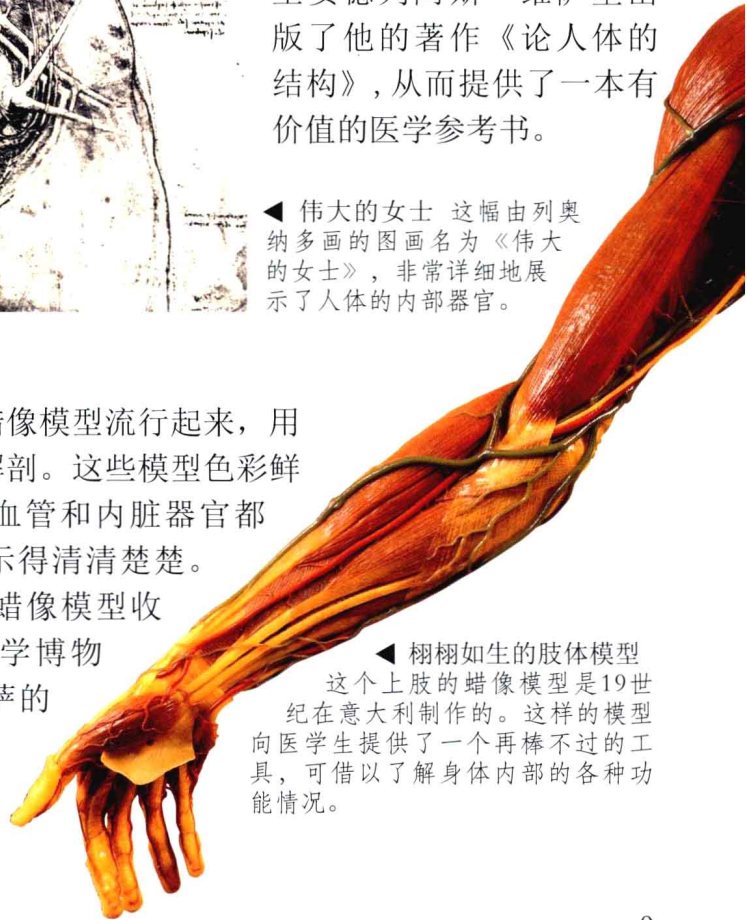 版了他的著作《论人体的
结构》,从而提供了一本有
价值的医学参考书。
◀ 伟大的女士 这幅由列奥
纳多画的图画名为《伟大
的女士》，非常详细地展
示了人体的内部器官。
像模型流行起来，用
剖。这些模型色彩鲜
血管和内脏器官都
示得清清楚楚。
蜡像模型收
学博物
的
◀ 栩栩如生的肢体模型
这个上肢的蜡像模型是19世
纪在意大利制作的。这样的模型
向医学生提供了一个再棒不过的工
具，可借以了解身体内部的各种功
能情况。